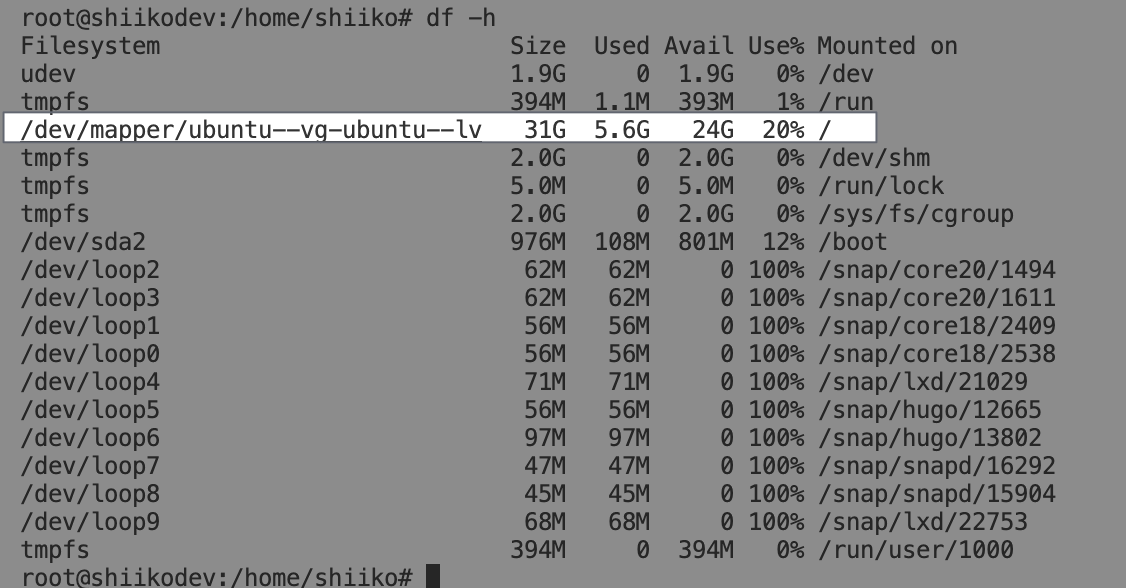 root@shiikodev:/home/shiiko# df -h
Filesystem                         Size  Used Avail Use% Mounted on
udev                               1.9G     0  1.9G   0% /dev
tmpfs                              394M  1.1M  393M   1% /run
/dev/mapper/ubuntu--vg-ubuntu--lv   31G  5.6G   24G  20% /
tmpfs                              2.0G     0  2.0G   0% /dev/shm
tmpfs                              5.0M     0  5.0M   0% /run/lock
tmpfs                              2.0G     0  2.0G   0% /sys/fs/cgroup
/dev/sda2                          976M  108M  801M  12% /boot
/dev/loop2                          62M   62M     0 100% /snap/core20/1494
/dev/loop3                          62M   62M     0 100% /snap/core20/1611
/dev/loop1                          56M   56M     0 100% /snap/core18/2409
/dev/loop0                          56M   56M     0 100% /snap/core18/2538
/dev/loop4                          71M   71M     0 100% /snap/lxd/21029
/dev/loop5                          56M   56M     0 100% /snap/hugo/12665
/dev/loop6                          97M   97M     0 100% /snap/hugo/13802
/dev/loop7                          47M   47M     0 100% /snap/snapd/16292
/dev/loop8                          45M   45M     0 100% /snap/snapd/15904
/dev/loop9                          68M   68M     0 100% /snap/lxd/22753
tmpfs                              394M     0  394M   0% /run/user/1000
root@shiikodev:/home/shiiko#